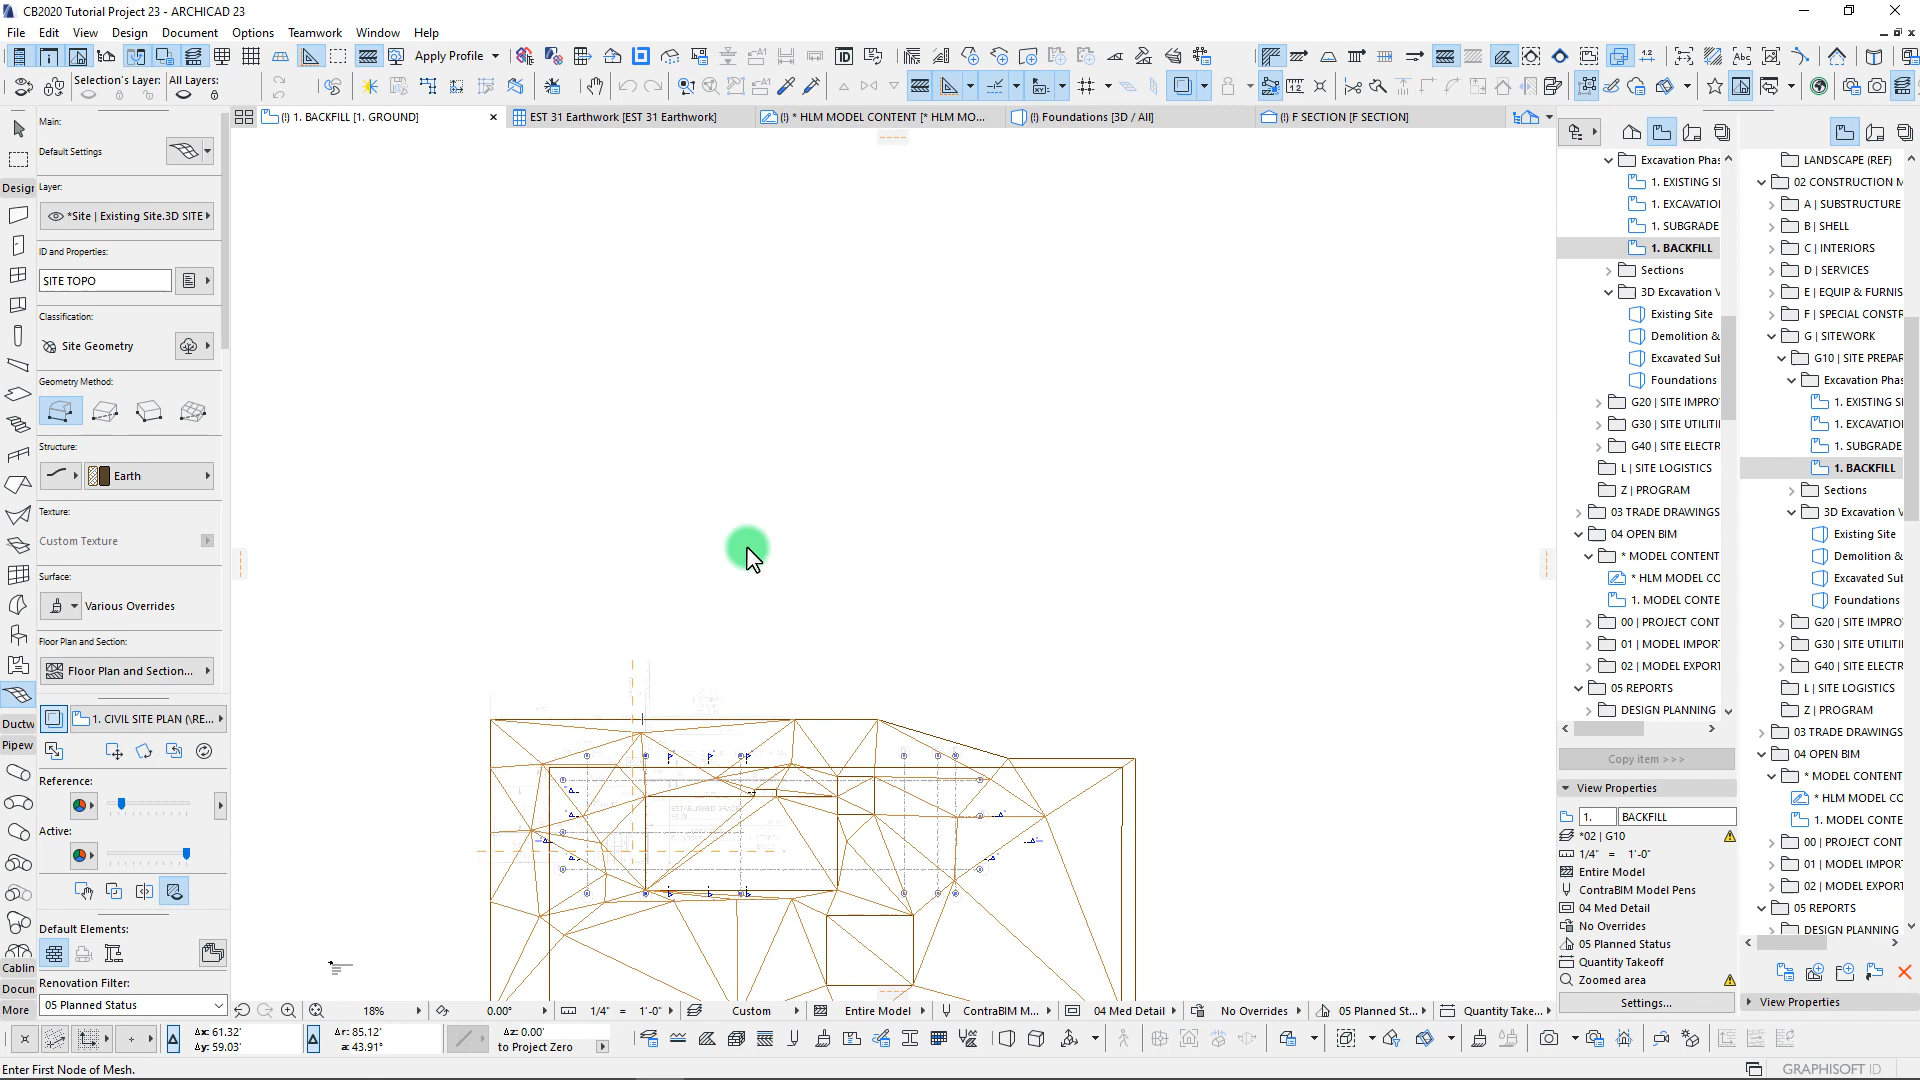 CB2020 Tutorial Project 23 - ARCHICAD 23
File Edit View Design Document Options Teamwork Window Help
Apply Profile
Selection's Layer: All Layers:
(!) 1. BACKFILL [1. GROUND]
EST 31 Earthwork [EST 31 Earthwork]
(!) * HLM MODEL CONTENT [* HLM MO...
(!) Foundations [3D / All]
(!) F SECTION [F SECTION]
Main:
Default Settings
Design
Layer:
*Site | Existing Site.3D SITE
ID and Properties:
SITE TOPO
Classification:
Site Geometry
Geometry Method:
Structure:
Earth
Texture:
Custom Texture
Surface:
Various Overrides
Floor Plan and Section:
Floor Plan and Section...
Ductw
1. CIVIL SITE PLAN (\RE...
Pipew
Reference:
Active:
Default Elements:
Cablin
Docun
More
Renovation Filter:
05 Planned Status
Excavation Phas
1. EXISTING SI
1. EXCAVATIO
1. SUBGRADE
1. BACKFILL
Sections
3D Excavation V
Existing Site
Demolition &
Excavated Sul
Foundations
G20 | SITE IMPRO'
G30 | SITE UTILITI
G40 | SITE ELECTR
L | SITE LOGISTICS
Z | PROGRAM
03 TRADE DRAWINGS
04 OPEN BIM
* MODEL CONTENT
* HLM MODEL CO
1. MODEL CONTE
00 | PROJECT CONT
01 | MODEL IMPORT
02 | MODEL EXPORT
05 REPORTS
DESIGN PLANNING
Copy item >>>
View Properties
1. BACKFILL
*02 | G10
1/4" = 1'-0"
Entire Model
ContraBIM Model Pens
04 Med Detail
No Overrides
05 Planned Status
Quantity Takeoff
Zoomed area
Settings...
LANDSCAPE (REF)
02 CONSTRUCTION M
A | SUBSTRUCTURE
B | SHELL
C | INTERIORS
D | SERVICES
E | EQUIP & FURNIS
F | SPECIAL CONSTR
G | SITEWORK
G10 | SITE PREPAR
Excavation Phas
1. EXISTING SI
1. EXCAVATIO
1. SUBGRADE
1. BACKFILL
Sections
3D Excavation V
Existing Site
Demolition &
Excavated Sul
Foundations
G20 | SITE IMPRO'
G30 | SITE UTILITI
G40 | SITE ELECTR
L | SITE LOGISTICS
Z | PROGRAM
03 TRADE DRAWINGS
04 OPEN BIM
* MODEL CONTENT
* HLM MODEL CO
1. MODEL CONTE
00 | PROJECT CONT
01 | MODEL IMPORT
02 | MODEL EXPORT
05 REPORTS
DESIGN PLANNING
View Properties
18% 0.00° 1/4" = 1'-0" Custom Entire Model ContraBIM M... 04 Med Detail No Overrides 05 Planned St... Quantity Take...
Δx: 61.32' Δr: 85.12' Δz: 0.00'
Δy: 59.03' a: 43.91° to Project Zero
Enter First Node of Mesh.
GRAPHISOFT ID